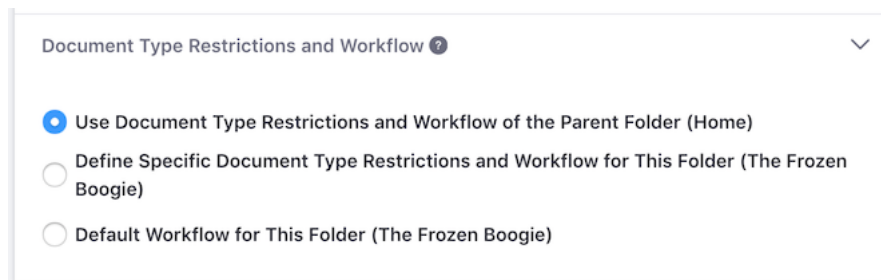 Document Type Restrictions and Workflow ?
Use Document Type Restrictions and Workflow of the Parent Folder (Home)
Define Specific Document Type Restrictions and Workflow for This Folder (The Frozen
Boogie)
Default Workflow for This Folder (The Frozen Boogie)